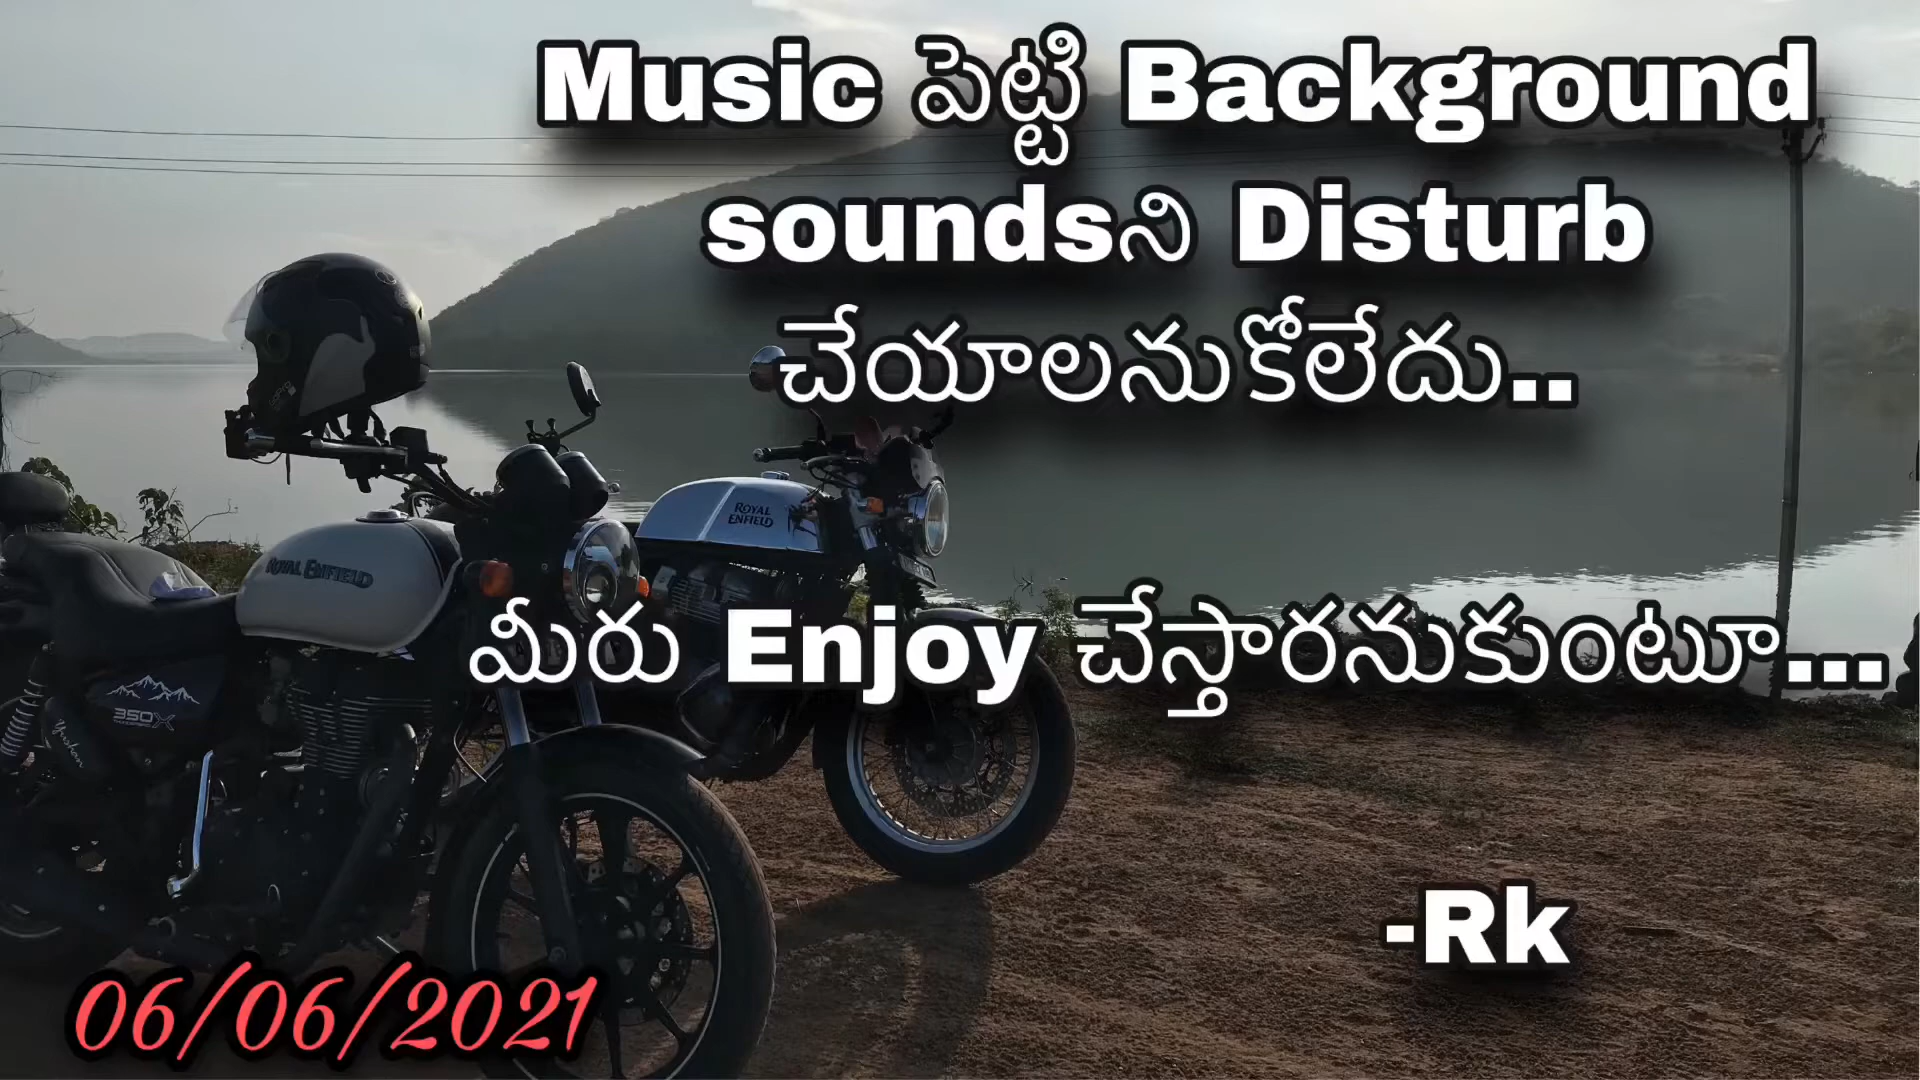 Music పెట్టి Background
soundsని Disturb
చేయాలనుకోలేదు..
మీరు Enjoy చేస్తారనుకుంటూ...
-Rk
06/06/2021
ROYAL ENFIELD
ROYAL
ENFIELD
350X